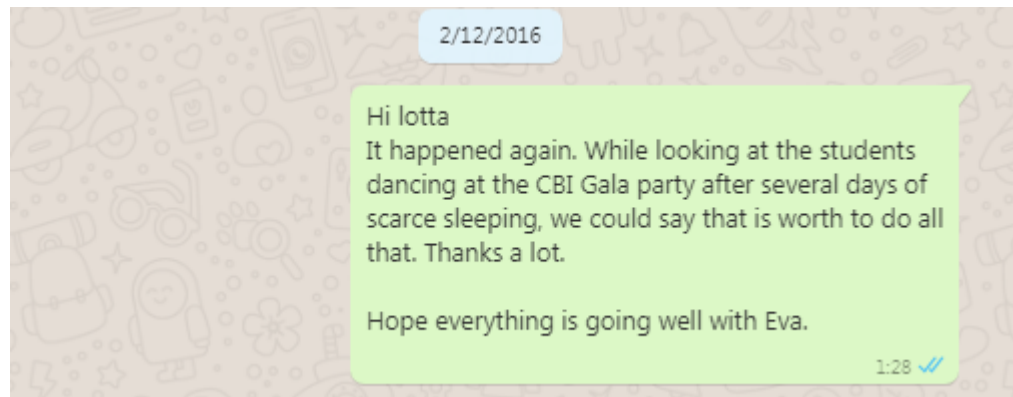 2/12/2016
Hi lotta
It happened again. While looking at the students
dancing at the CBI Gala party after several days of
scarce sleeping, we could say that is worth to do all
that. Thanks a lot.
Hope everything is going well with Eva.
1:28